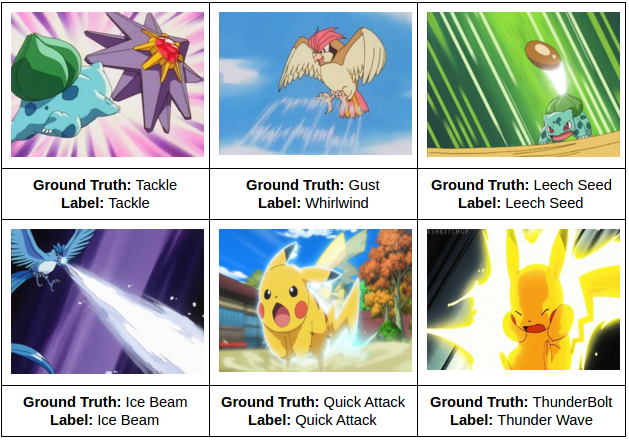 Ground Truth: Tackle
Label: Tackle
Ground Truth: Gust
Label: Whirlwind
Ground Truth: Leech Seed
Label: Leech Seed
ASHK3TCHUP
Ground Truth: Ice Beam
Label: Ice Beam
Ground Truth: Quick Attack
Label: Quick Attack
Ground Truth: ThunderBolt
Label: Thunder Wave